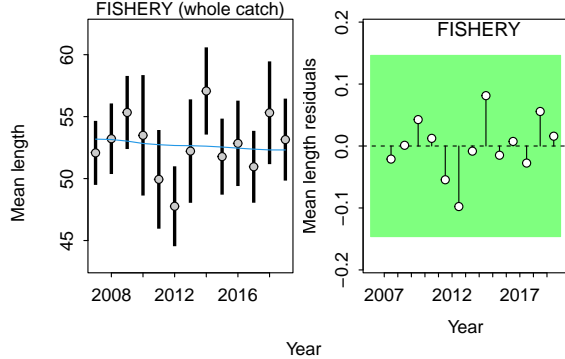 FISHERY (whole catch)
Mean length
60
55
50
45
2008 2012 2016
Year
FISHERY
Mean length residuals
0.2
0.1
0.0
−0.1
−0.2
2007 2012 2017
Year